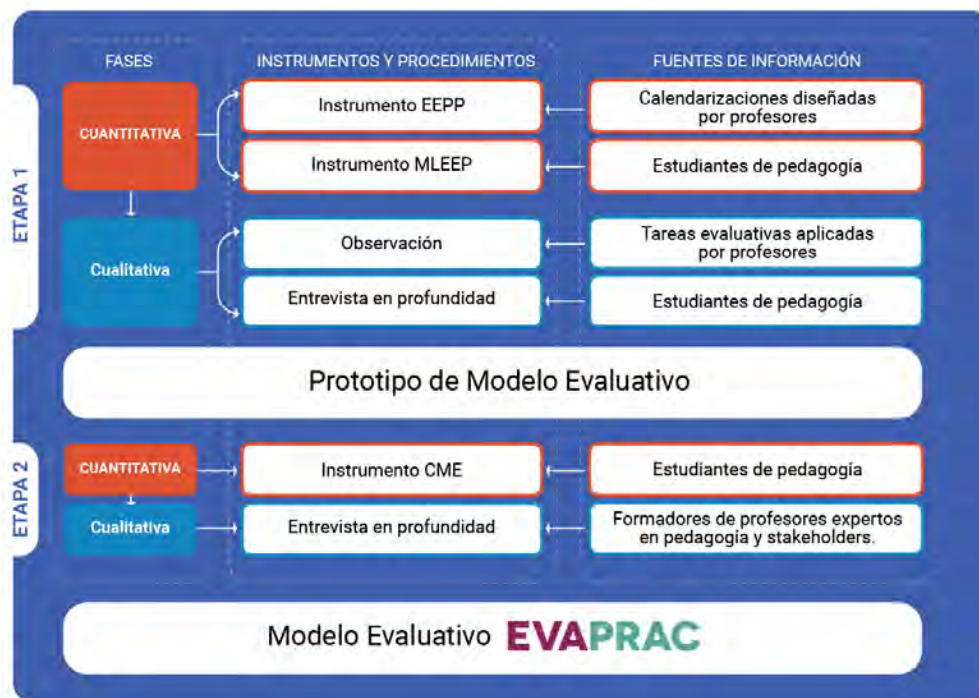 FASES
INSTRUMENTOS Y PROCEDIMIENTOS
FUENTES DE INFORMACIÓN
ETAPA 1
CUANTITATIVA
Instrumento EEPP
Calendarizaciones diseñadas
por profesores
Instrumento MLEEP
Estudiantes de pedagogía
Cualitativa
Observación
Tareas evaluativas aplicadas
por profesores
Entrevista en profundidad
Estudiantes de pedagogía
Prototipo de Modelo Evaluativo
ETAPA 2
CUANTITATIVA
Instrumento CME
Estudiantes de pedagogía
Cualitativa
Entrevista en profundidad
Formadores de profesores expertos
en pedagogía y stakeholders.
Modelo Evaluativo EVAPRAC